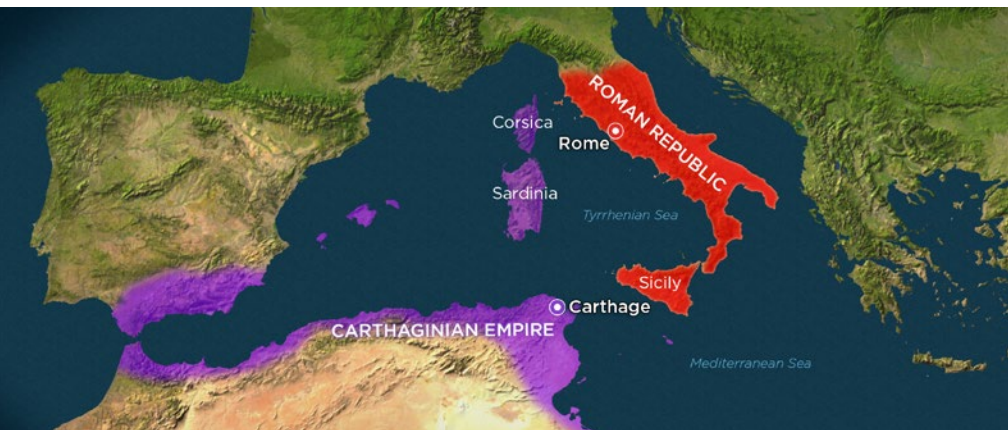 ROMAN REPUBLIC
Corsica
Rome
Sardinia
Tyrrhenian Sea
Sicily
Carthage
CARTHAGINIAN EMPIRE
Mediterranean Sea